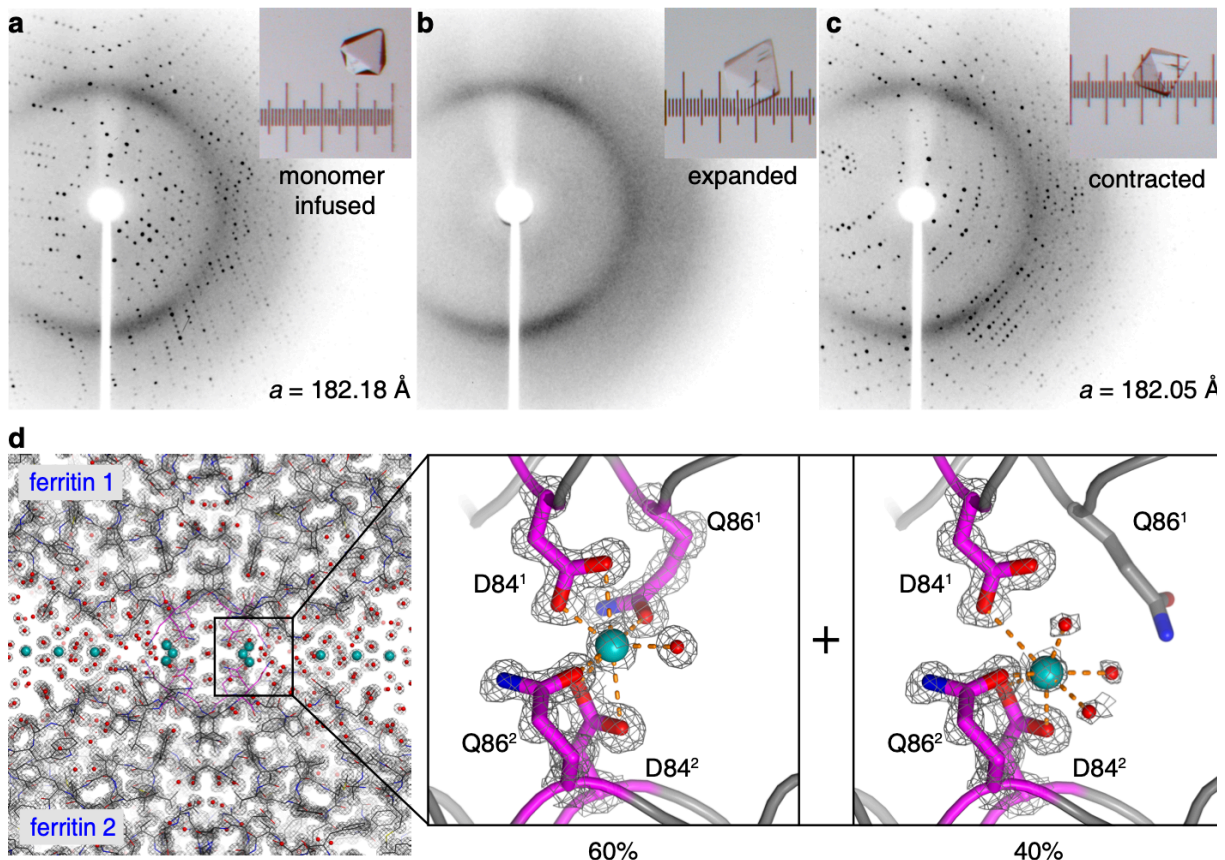 a
monomer
infused
a = 182.18 Å
b
expanded
c
contracted
a = 182.05 Å
d
ferritin 1
ferritin 2
D84¹
Q86¹
Q86²
D84²
60%
+
D84¹
Q86¹
Q86²
D84²
40%